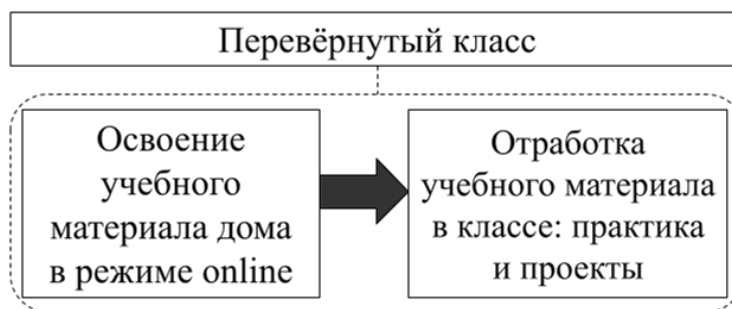 Перевёрнутый класс
Освоение
учебного
материала дома
в режиме online
Отработка
учебного материала
в классе: практика
и проекты